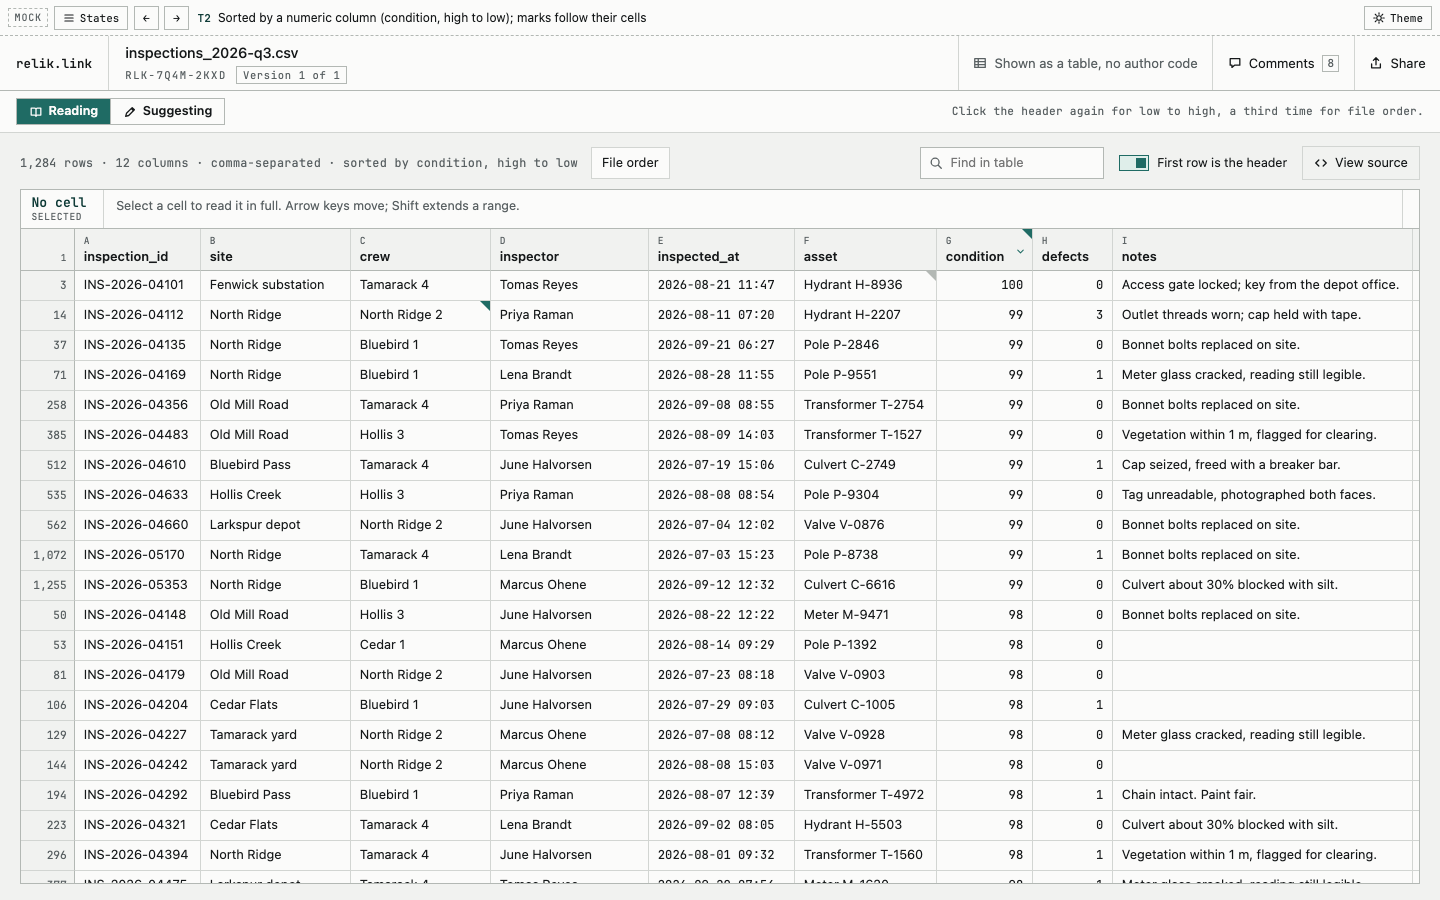 MOCK States ← → T2 Sorted by a numeric column (condition, high to low); marks follow their cells Theme
relik.link inspections_2026-q3.csv Shown as a table, no author code Comments 8 Share
RLK-7Q4M-2KXD Version 1 of 1
Reading Suggesting Click the header again for low to high, a third time for file order.
1,284 rows · 12 columns · comma-separated · sorted by condition, high to low File order Find in table First row is the header View source
No cell SELECTED Select a cell to read it in full. Arrow keys move; Shift extends a range.
A B C D E F G H I
1 inspection_id site crew inspector inspected_at asset condition defects notes
3 INS-2026-04101 Fenwick substation Tamarack 4 Tomas Reyes 2026-08-21 11:47 Hydrant H-8936 100 0 Access gate locked; key from the depot office.
14 INS-2026-04112 North Ridge North Ridge 2 Priya Raman 2026-08-11 07:20 Hydrant H-2207 99 3 Outlet threads worn; cap held with tape.
37 INS-2026-04135 North Ridge Bluebird 1 Tomas Reyes 2026-09-21 06:27 Pole P-2846 99 0 Bonnet bolts replaced on site.
71 INS-2026-04169 North Ridge Bluebird 1 Lena Brandt 2026-08-28 11:55 Pole P-9551 99 1 Meter glass cracked, reading still legible.
258 INS-2026-04356 Old Mill Road Tamarack 4 Priya Raman 2026-09-08 08:55 Transformer T-2754 99 0 Bonnet bolts replaced on site.
385 INS-2026-04483 Old Mill Road Hollis 3 Tomas Reyes 2026-08-09 14:03 Transformer T-1527 99 0 Vegetation within 1 m, flagged for clearing.
512 INS-2026-04610 Bluebird Pass Tamarack 4 June Halvorsen 2026-07-19 15:06 Culvert C-2749 99 1 Cap seized, freed with a breaker bar.
535 INS-2026-04633 Hollis Creek Hollis 3 Priya Raman 2026-08-08 08:54 Pole P-9304 99 0 Tag unreadable, photographed both faces.
562 INS-2026-04660 Larkspur depot North Ridge 2 June Halvorsen 2026-07-04 12:02 Valve V-0876 99 0 Bonnet bolts replaced on site.
1,072 INS-2026-05170 North Ridge Tamarack 4 Lena Brandt 2026-07-03 15:23 Pole P-8738 99 1 Bonnet bolts replaced on site.
1,255 INS-2026-05353 North Ridge Bluebird 1 Marcus Ohene 2026-09-12 12:32 Culvert C-6616 99 0 Culvert about 30% blocked with silt.
50 INS-2026-04148 Old Mill Road Hollis 3 June Halvorsen 2026-08-22 12:22 Meter M-9471 98 0 Bonnet bolts replaced on site.
53 INS-2026-04151 Hollis Creek Cedar 1 Marcus Ohene 2026-08-14 09:29 Pole P-1392 98 0
81 INS-2026-04179 Old Mill Road North Ridge 2 June Halvorsen 2026-07-23 08:18 Valve V-0903 98 0
106 INS-2026-04204 Cedar Flats Bluebird 1 June Halvorsen 2026-07-29 09:03 Culvert C-1005 98 1
129 INS-2026-04227 Tamarack yard North Ridge 2 Marcus Ohene 2026-07-08 08:12 Valve V-0928 98 0 Meter glass cracked, reading still legible.
144 INS-2026-04242 Tamarack yard North Ridge 2 Marcus Ohene 2026-08-08 15:03 Valve V-0971 98 0
194 INS-2026-04292 Bluebird Pass Bluebird 1 Priya Raman 2026-08-07 12:39 Transformer T-4972 98 1 Chain intact. Paint fair.
223 INS-2026-04321 Cedar Flats Tamarack 4 Lena Brandt 2026-09-02 08:05 Hydrant H-5503 98 0 Culvert about 30% blocked with silt.
296 INS-2026-04394 North Ridge Tamarack 4 June Halvorsen 2026-08-01 09:32 Transformer T-1560 98 1 Vegetation within 1 m, flagged for clearing.